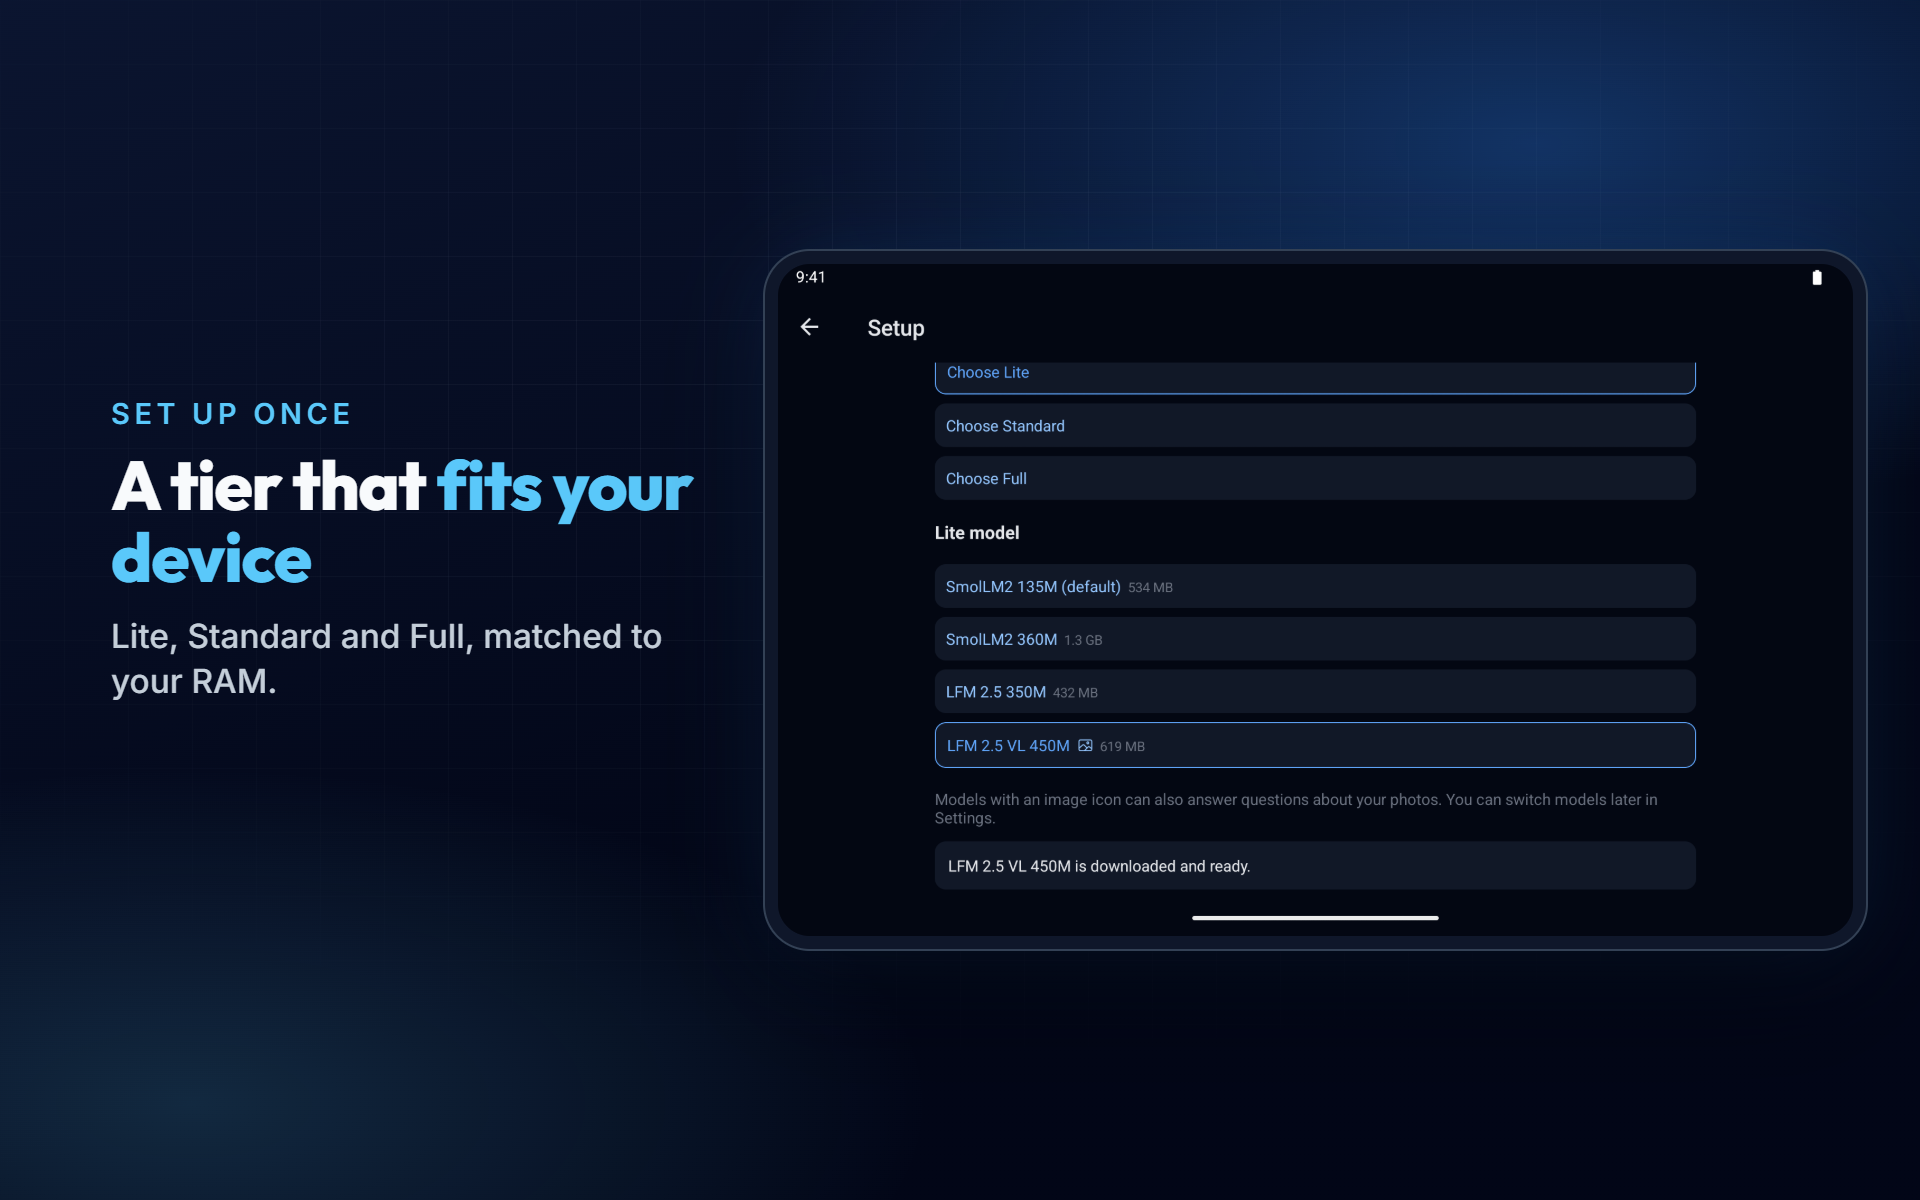 SET UP ONCE
A tier that fits your
device
Lite, Standard and Full, matched to
your RAM.
9:41
Setup
Choose Lite
Choose Standard
Choose Full
Lite model
SmolLM2 135M (default) 534 MB
SmolLM2 360M 1.3 GB
LFM 2.5 350M 432 MB
LFM 2.5 VL 450M 619 MB
Models with an image icon can also answer questions about your photos. You can switch models later in
Settings.
LFM 2.5 VL 450M is downloaded and ready.